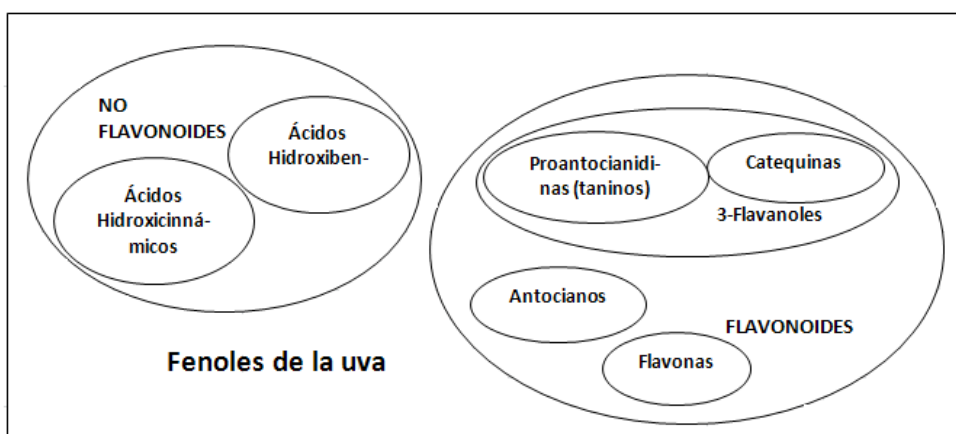 NO
FLAVONOIDES
Ácidos
Hidroxiben-
Ácidos
Hidroxicinná-
micos
Proantocianidi-
nas (taninos)
Catequinas
3-Flavanoles
Antocianos
FLAVONOIDES
Flavonas
Fenoles de la uva